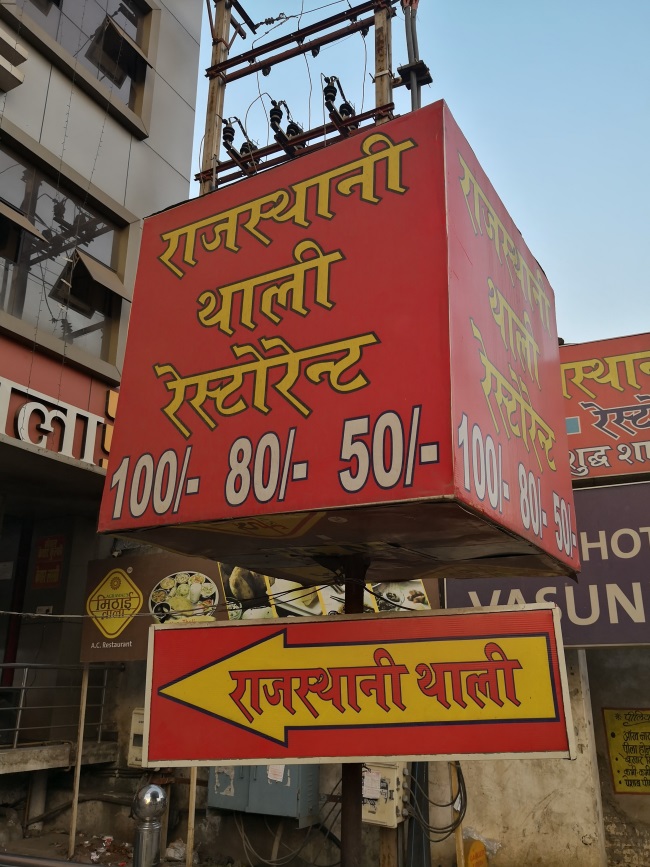 राजस्थानी
थाली
रेस्टोरेन्ट
100/- 80/- 50/-
राजस्थानी
थाली
रेस्टोरेन्ट
100/- 80/- 50/-
राजस्थानी थाली
मिठाई
वाला
A.C. Restaurant
रेस्टो
शुद्ध शा
HOT
VASUN